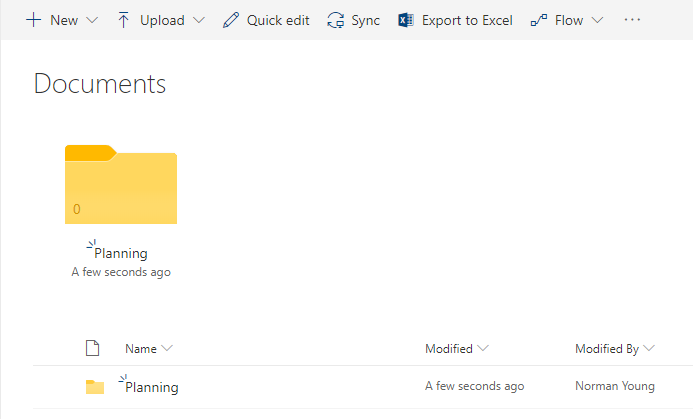 New Upload Quick edit Sync Export to Excel Flow ...
Documents
0
Planning
A few seconds ago
Name Modified Modified By
Planning A few seconds ago Norman Young